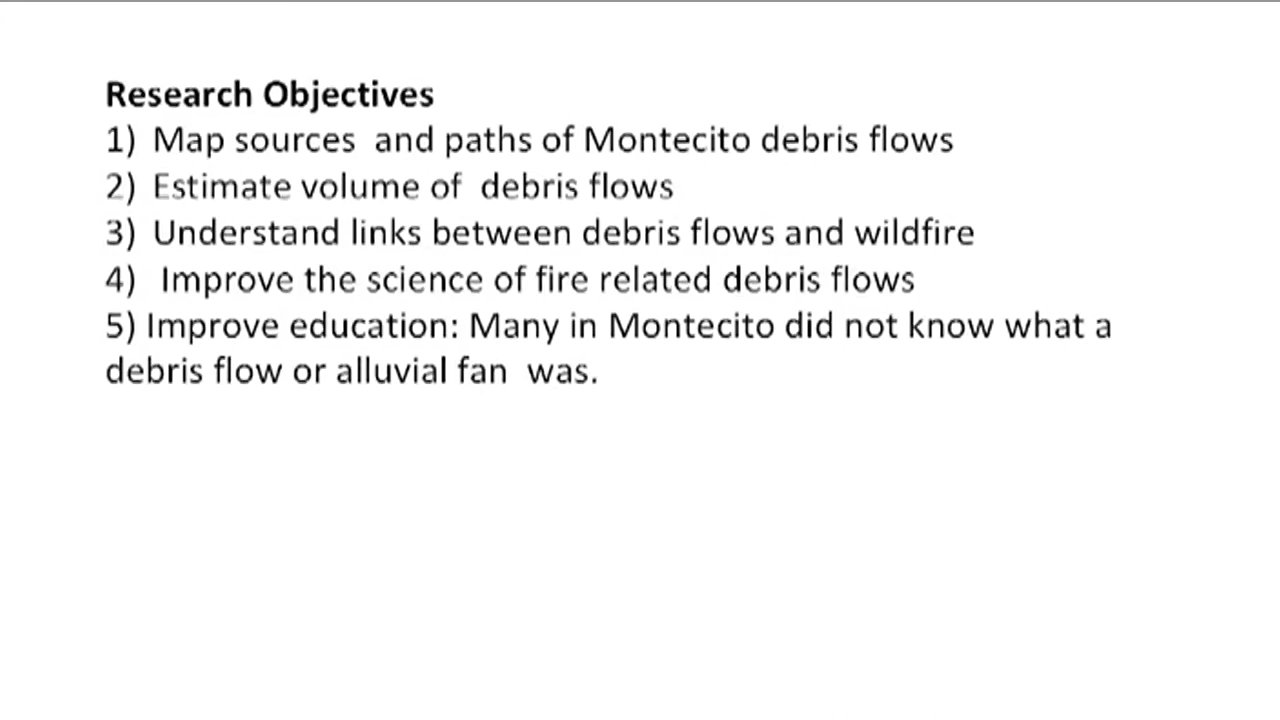 Research Objectives
1) Map sources and paths of Montecito debris flows
2) Estimate volume of debris flows
3) Understand links between debris flows and wildfire
4) Improve the science of fire related debris flows
5) Improve education: Many in Montecito did not know what a
debris flow or alluvial fan was.